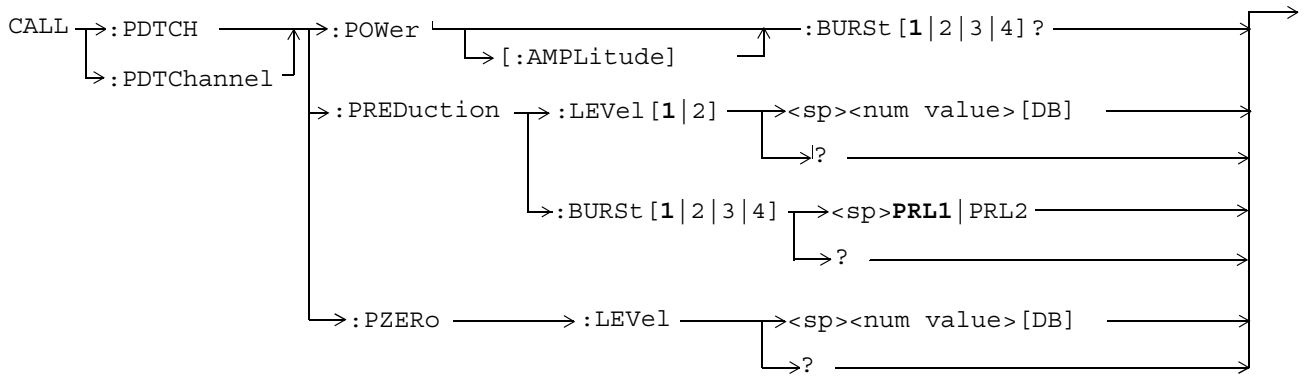 CALL :PDTCH :POWer :BURSt[1|2|3|4]?
[:AMPLitude]
:PDTChannel
:PREDuction :LEVel[1|2] <sp><num value>[DB]
?
:BURSt[1|2|3|4] <sp>PRL1|PRL2
?
:PZERo :LEVel <sp><num value>[DB]
?